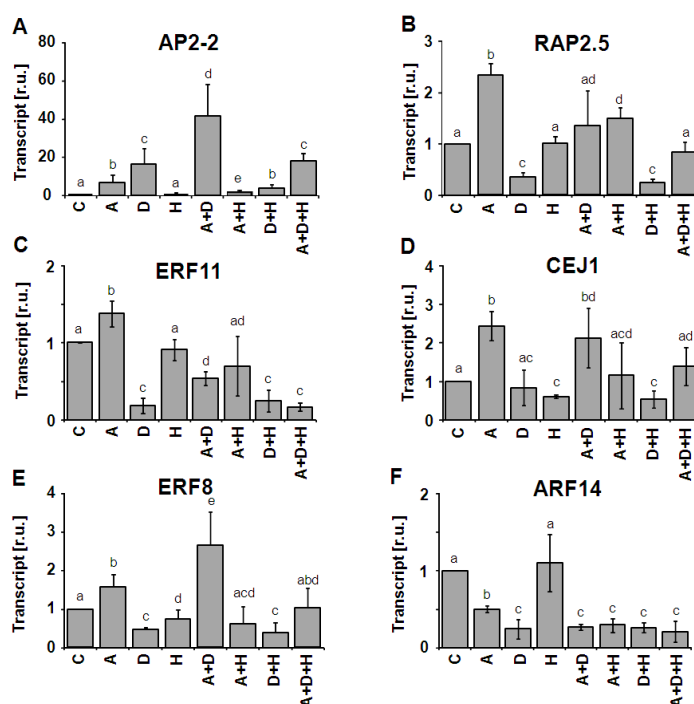 A
AP2-2
Transcript [r.u.]
80
60
40
20
0
a
b
c
a
d
e
b
c
C
A
D
H
A+D
A+H
D+H
A+D+H
B
RAP2.5
Transcript [r.u.]
3
2
1
0
a
b
c
a
ad
d
c
a
C
A
D
H
A+D
A+H
D+H
A+D+H
C
ERF11
Transcript [r.u.]
2
1
0
a
b
c
a
d
ad
c
c
C
A
D
H
A+D
A+H
D+H
A+D+H
D
CEJ1
Transcript [r.u.]
4
3
2
1
0
a
b
ac
c
bd
acd
c
ad
C
A
D
H
A+D
A+H
D+H
A+D+H
E
ERF8
Transcript [r.u.]
4
3
2
1
0
a
b
c
d
e
acd
c
abd
C
A
D
H
A+D
A+H
D+H
A+D+H
F
ARF14
Transcript [r.u.]
2
1
0
a
b
c
a
c
c
c
c
C
A
D
H
A+D
A+H
D+H
A+D+H